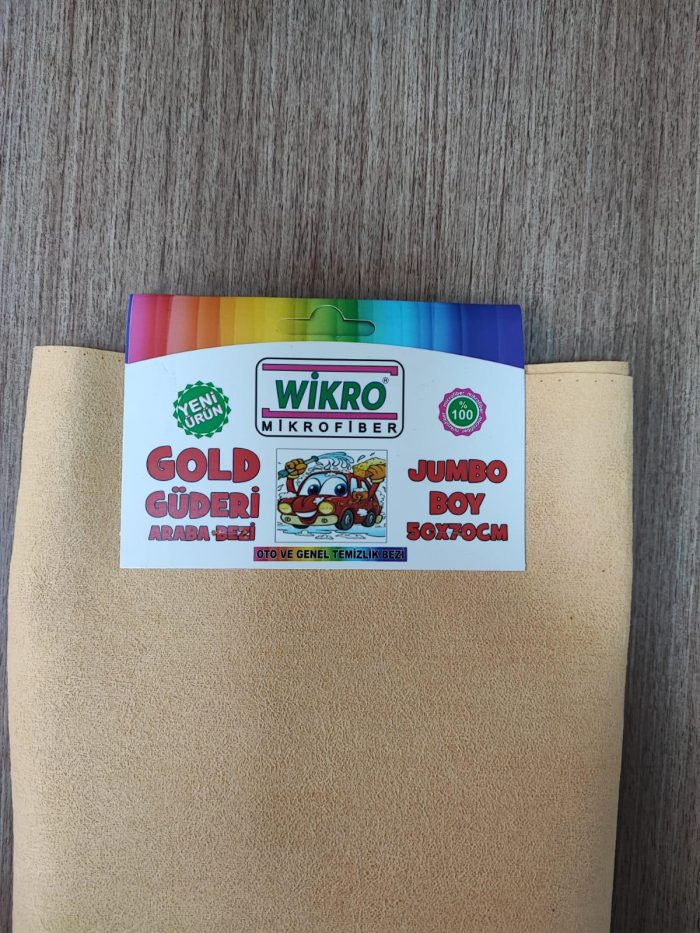 YENİ
ÜRÜN
WİKRO®
MİKROFİBER
%
100
GOLD
GÜDERİ
ARABA BEZİ
JUMBO
BOY
50X70CM
OTO VE GENEL TEMİZLİK BEZİ